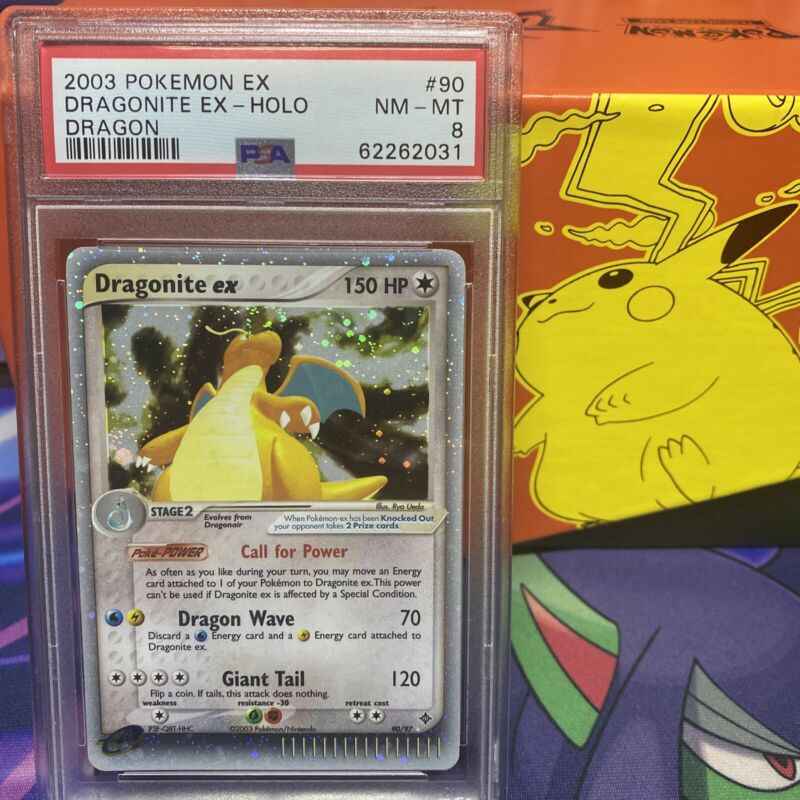 POKÉMON
2003 POKEMON EX #90
DRAGONITE EX-HOLO NM-MT
DRAGON 8
PSA 62262031
Dragonite ex 150 HP
Illus. Ryo Ueda
STAGE2 Evolves from Dragonair
When Pokémon-ex has been Knocked Out,
your opponent takes 2 Prize cards.
Poké-POWER Call for Power
As often as you like during your turn, you may move an Energy
card attached to 1 of your Pokémon to Dragonite ex. This power
can't be used if Dragonite ex is affected by a Special Condition.
Dragon Wave 70
Discard a Energy card and a Energy card attached to
Dragonite ex.
Giant Tail 120
Flip a coin. If tails, this attack does nothing.
weakness resistance -30 retreat cost
P3F-Q8T-HHC ©2003 Pokémon/Nintendo 90/97